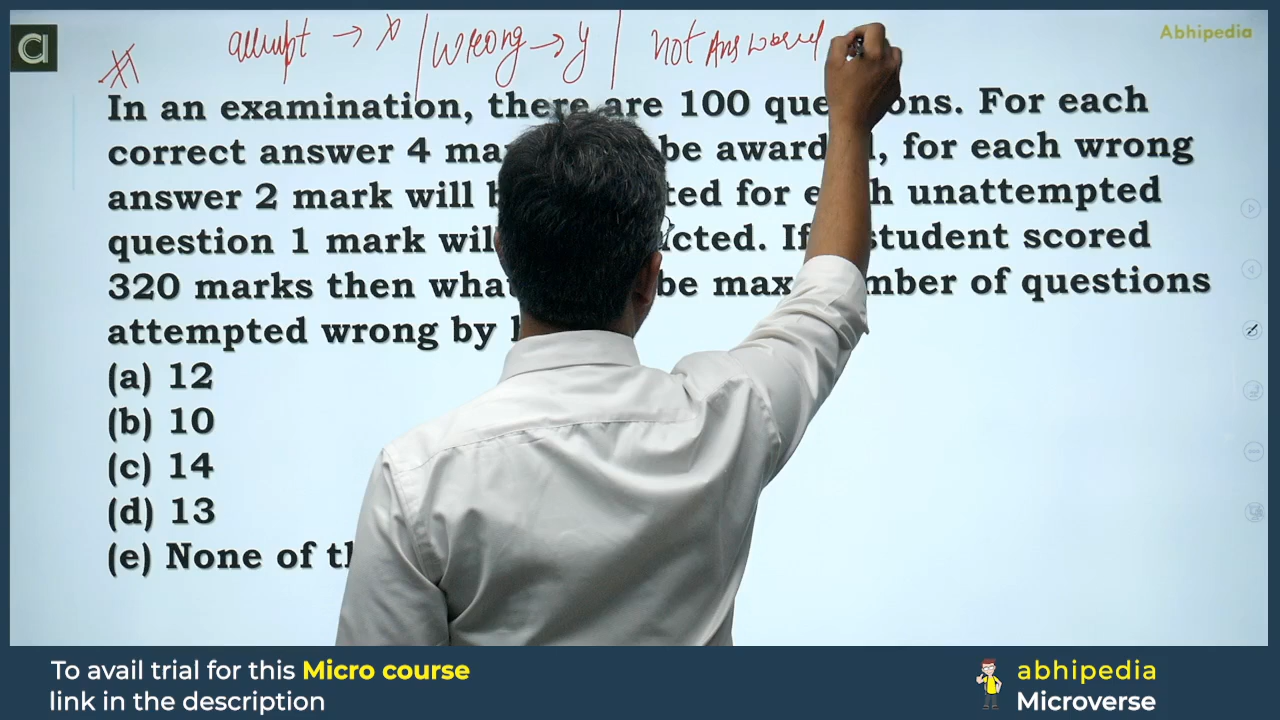 a
Abhipedia
attempt → x | wrong → y | not Answered
In an examination, there are 100 que ons. For each
correct answer 4 ma be award , for each wrong
answer 2 mark will b ted for e h unattempted
question 1 mark wil cted. If student scored
320 marks then what be max mber of questions
attempted wrong by
(a) 12
(b) 10
(c) 14
(d) 13
(e) None of t
To avail trial for this Micro course
link in the description
abhipedia
Microverse